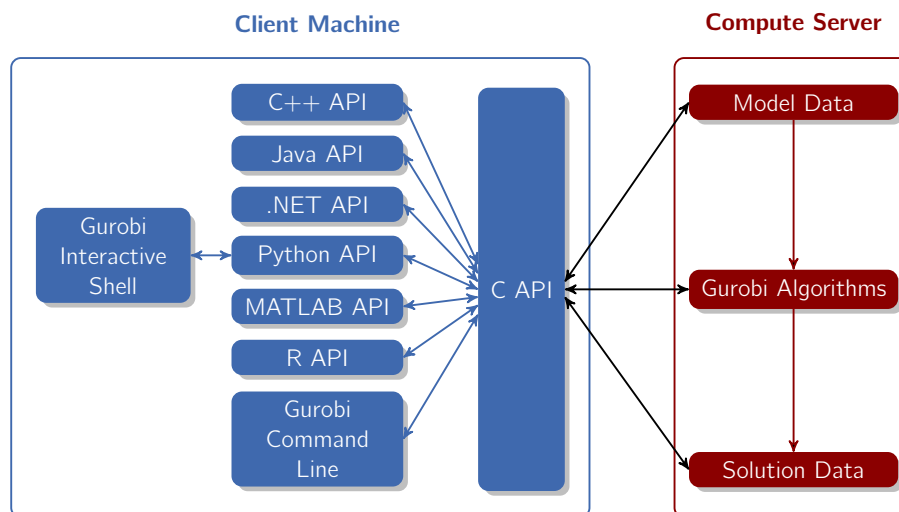 Client Machine
Compute Server
C++ API
Java API
.NET API
Python API
MATLAB API
R API
Gurobi
Command
Line
Gurobi
Interactive
Shell
C API
Model Data
Gurobi Algorithms
Solution Data